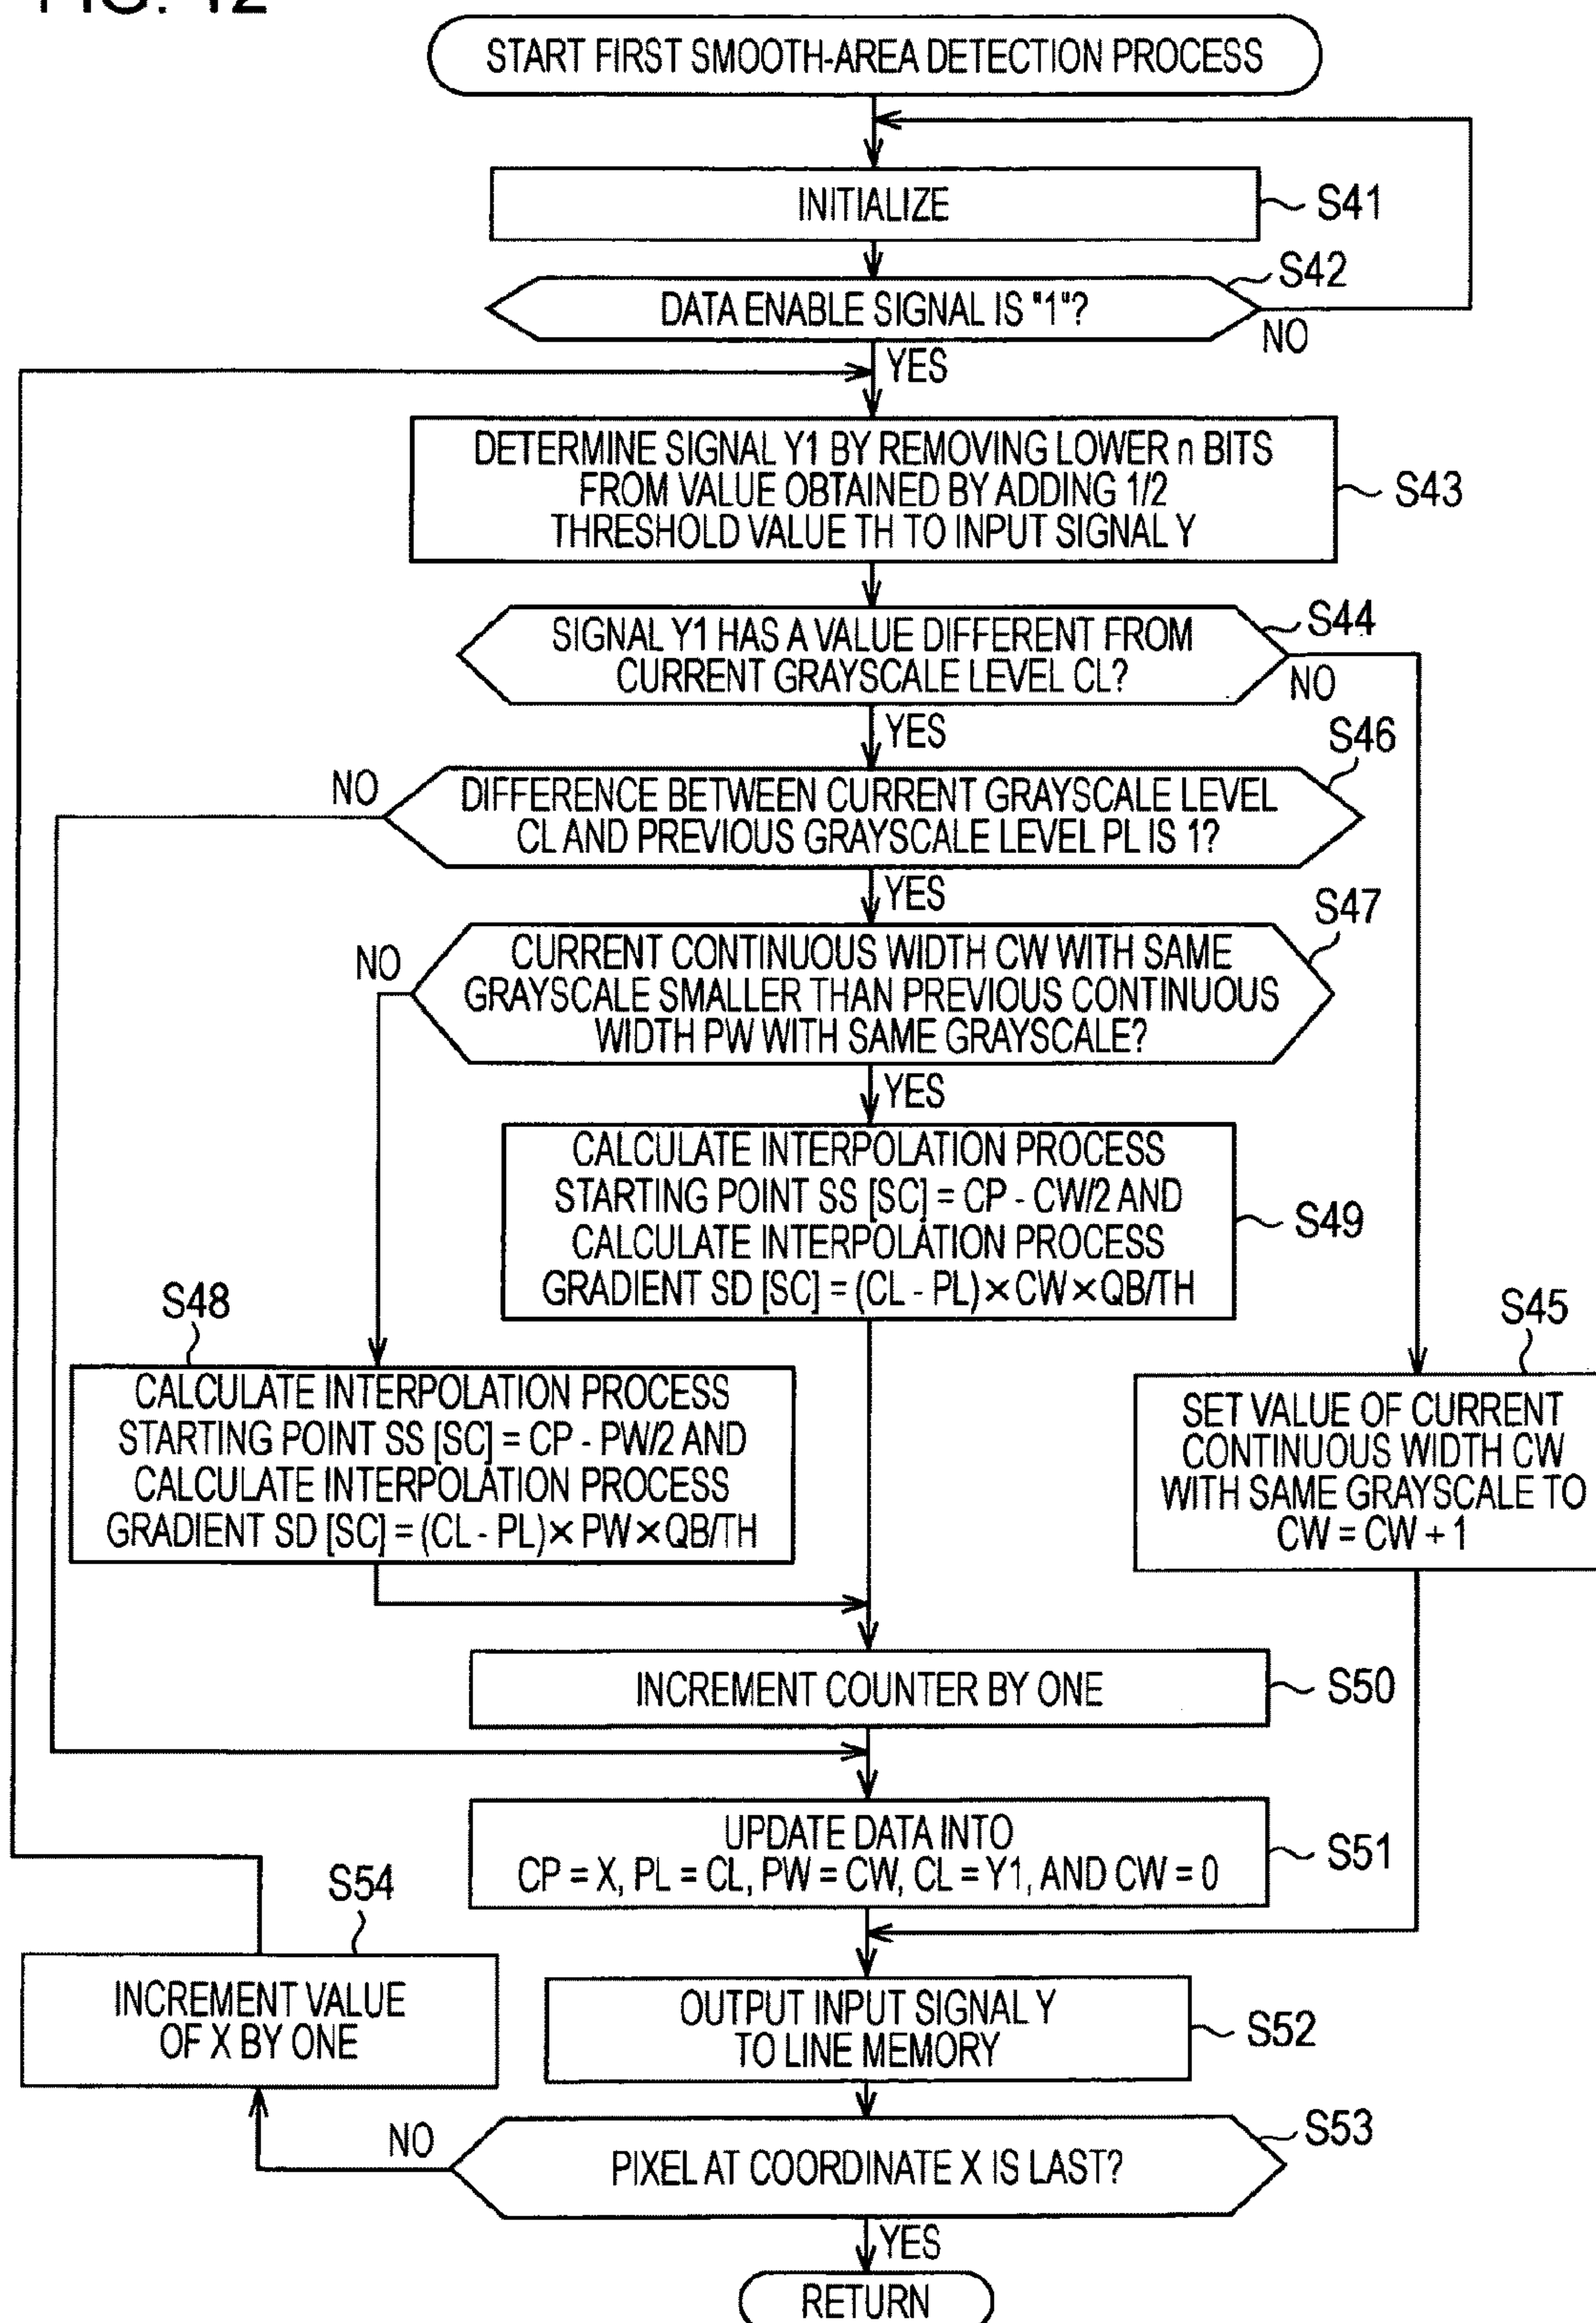 FIG. 12
START FIRST SMOOTH-AREA DETECTION PROCESS
INITIALIZE
S41
S42
DATA ENABLE SIGNAL IS "1"?
NO
YES
DETERMINE SIGNAL Y1 BY REMOVING LOWER n BITS
FROM VALUE OBTAINED BY ADDING 1/2
THRESHOLD VALUE TH TO INPUT SIGNAL Y
S43
S44
SIGNAL Y1 HAS A VALUE DIFFERENT FROM
CURRENT GRAYSCALE LEVEL CL?
NO
YES
S46
NO
DIFFERENCE BETWEEN CURRENT GRAYSCALE LEVEL
CL AND PREVIOUS GRAYSCALE LEVEL PL IS 1?
YES
S47
NO
CURRENT CONTINUOUS WIDTH CW WITH SAME
GRAYSCALE SMALLER THAN PREVIOUS CONTINUOUS
WIDTH PW WITH SAME GRAYSCALE?
YES
CALCULATE INTERPOLATION PROCESS
STARTING POINT SS [SC] = CP - CW/2 AND
CALCULATE INTERPOLATION PROCESS
GRADIENT SD [SC] = (CL - PL)×CW×QB/TH
S49
S48
CALCULATE INTERPOLATION PROCESS
STARTING POINT SS [SC] = CP - PW/2 AND
CALCULATE INTERPOLATION PROCESS
GRADIENT SD [SC] = (CL - PL)×PW×QB/TH
S45
SET VALUE OF CURRENT
CONTINUOUS WIDTH CW
WITH SAME GRAYSCALE TO
CW = CW + 1
INCREMENT COUNTER BY ONE
S50
UPDATE DATA INTO
CP = X, PL = CL, PW = CW, CL = Y1, AND CW = 0
S51
S54
INCREMENT VALUE
OF X BY ONE
OUTPUT INPUT SIGNAL Y
TO LINE MEMORY
S52
S53
NO
PIXEL AT COORDINATE X IS LAST?
YES
RETURN